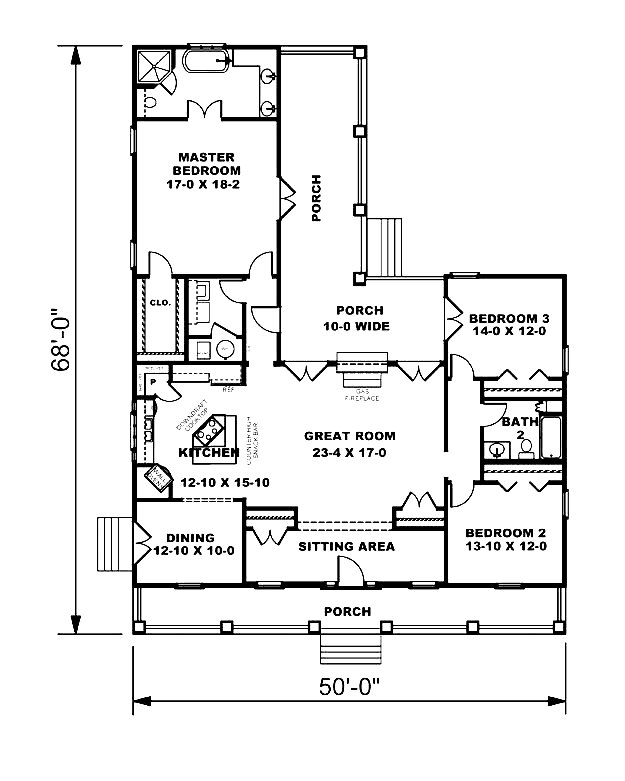 MASTER
BEDROOM
17-0 X 18-2
PORCH
CLO.
PORCH
10-0 WIDE
BEDROOM 3
14-0 X 12-0
68'-0"
P
REF.
GAS
FIREPLACE
DOWNDRAFT
COOKTOP
COUNTER HIGH
SNACK BAR
KITCHEN
12-10 X 15-10
GREAT ROOM
23-4 X 17-0
BATH
2
DINING
12-10 X 10-0
SITTING AREA
BEDROOM 2
13-10 X 12-0
PORCH
50'-0"